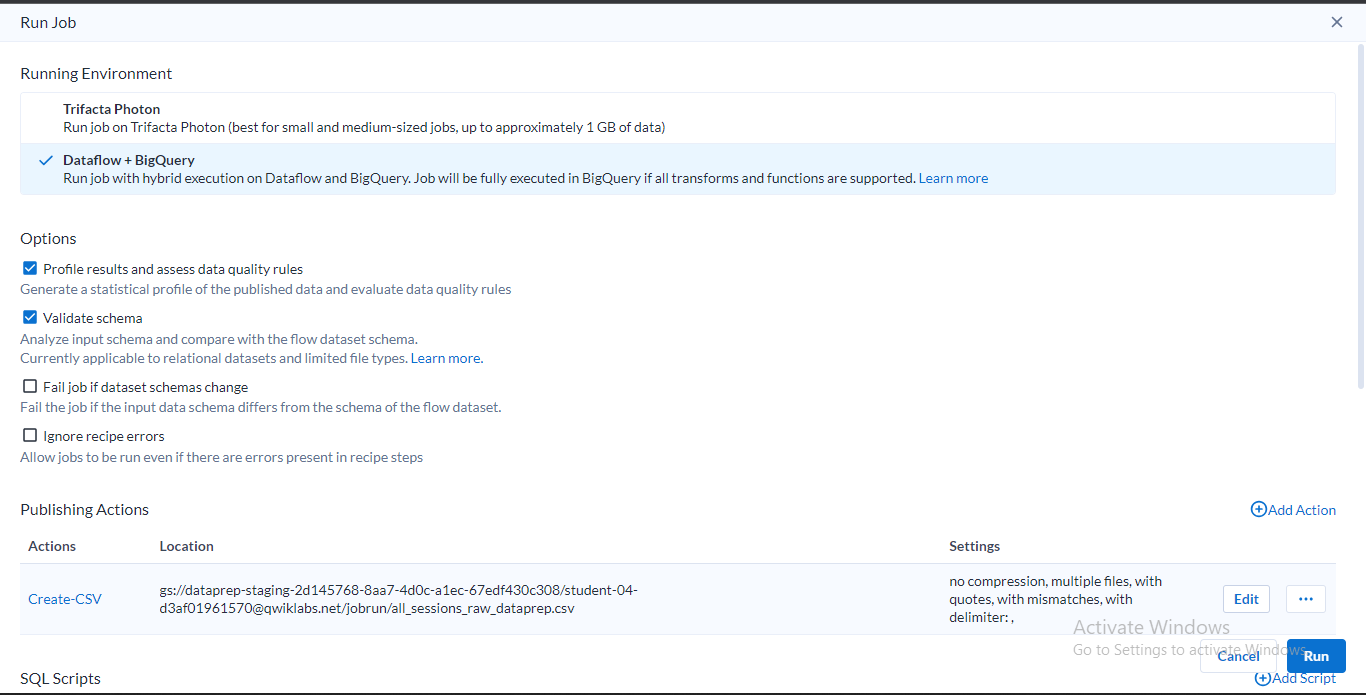 Run Job
Running Environment
Trifacta Photon
Run job on Trifacta Photon (best for small and medium-sized jobs, up to approximately 1 GB of data)
Dataflow + BigQuery
Run job with hybrid execution on Dataflow and BigQuery. Job will be fully executed in BigQuery if all transforms and functions are supported. Learn more
Options
Profile results and assess data quality rules
Generate a statistical profile of the published data and evaluate data quality rules
Validate schema
Analyze input schema and compare with the flow dataset schema.
Currently applicable to relational datasets and limited file types. Learn more.
Fail job if dataset schemas change
Fail the job if the input data schema differs from the schema of the flow dataset.
Ignore recipe errors
Allow jobs to be run even if there are errors present in recipe steps
Publishing Actions
Add Action
Actions Location Settings
Create-CSV
gs://dataprep-staging-2d145768-8aa7-4d0c-a1ec-67edf430c308/student-04-
d3af01961570@qwiklabs.net/jobrun/all_sessions_raw_dataprep.csv
no compression, multiple files, with
quotes, with mismatches, with
delimiter: ,
Edit ...
Activate Windows
Go to Settings to activate Windows.
Cancel Run
SQL Scripts
Add Script